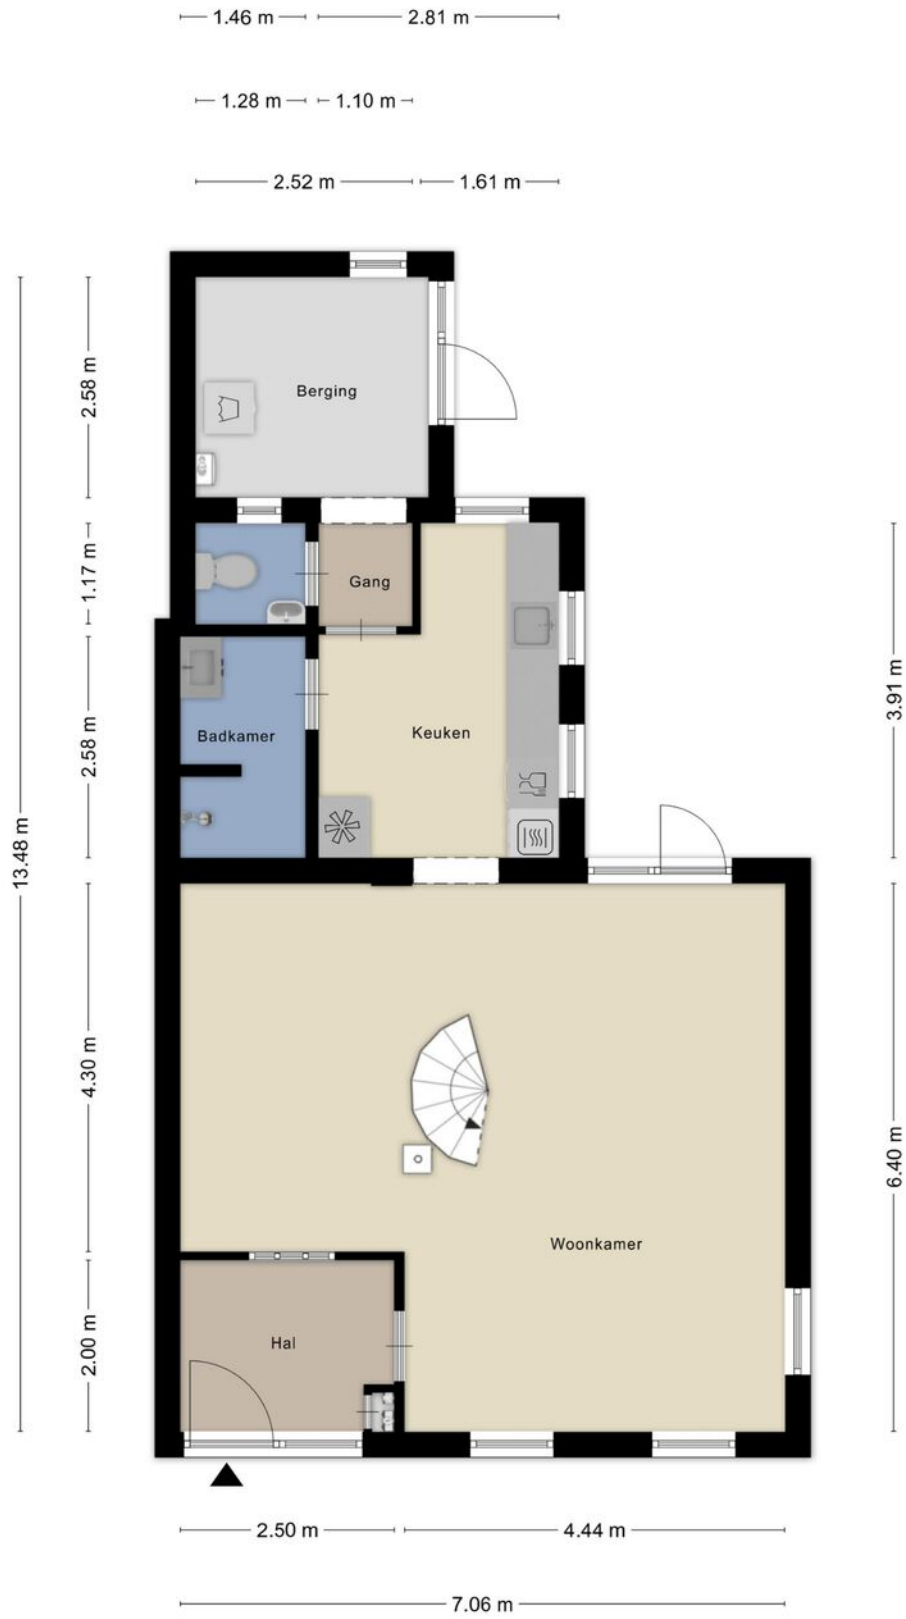 1.46 m
2.81 m
1.28 m
1.10 m
2.52 m
1.61 m
2.58 m
Berging
1.17 m
Gang
3.91 m
2.58 m
Badkamer
Keuken
13.48 m
4.30 m
6.40 m
Woonkamer
2.00 m
Hal
2.50 m
4.44 m
7.06 m